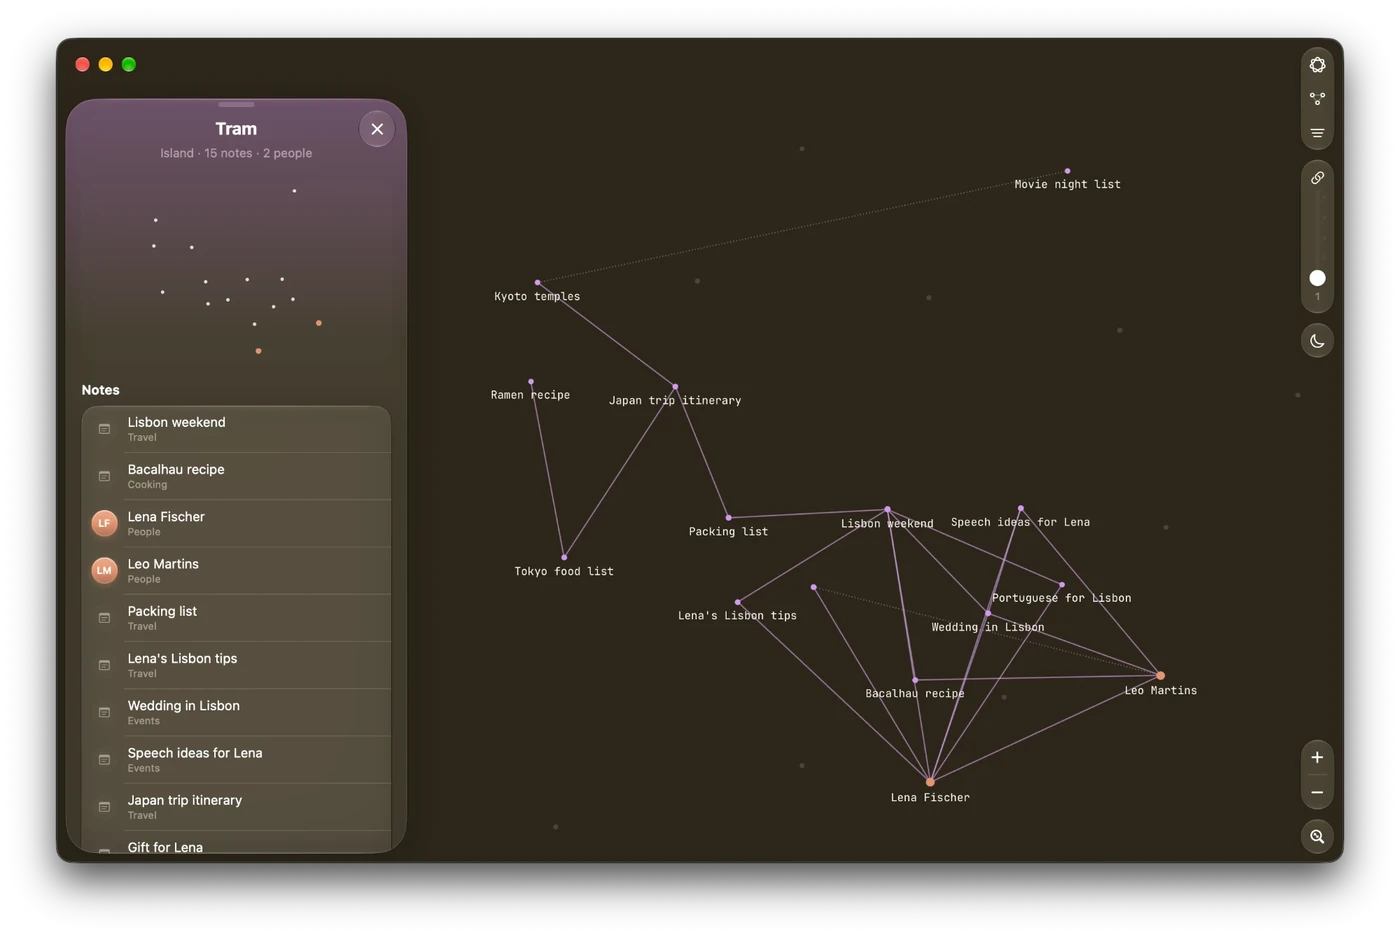 Tram
Island · 15 notes · 2 people
Notes
Lisbon weekend
Travel
Bacalhau recipe
Cooking
LF
Lena Fischer
People
LM
Leo Martins
People
Packing list
Travel
Lena's Lisbon tips
Travel
Wedding in Lisbon
Events
Speech ideas for Lena
Events
Japan trip itinerary
Travel
Gift for Lena
Movie night list
Kyoto temples
Ramen recipe
Japan trip itinerary
Packing list
Lisbon weekend
Speech ideas for Lena
Tokyo food list
Portuguese for Lisbon
Lena's Lisbon tips
Wedding in Lisbon
Bacalhau recipe
Leo Martins
Lena Fischer
1